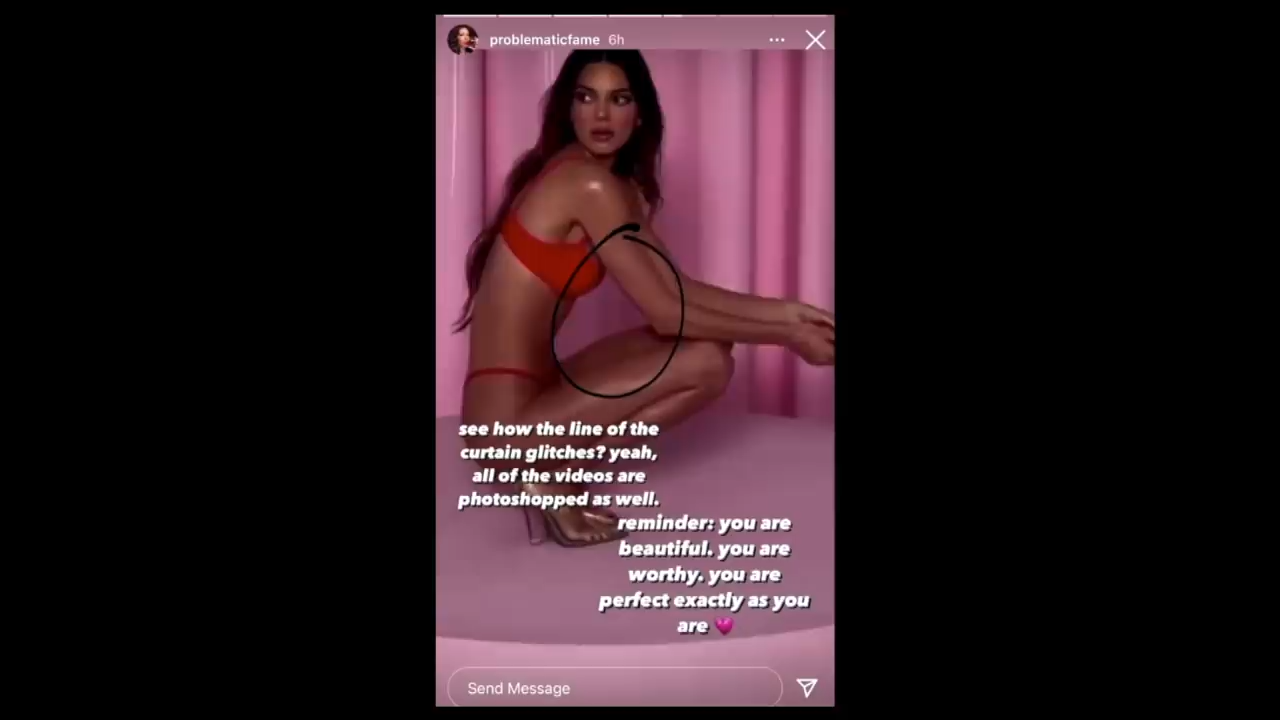 problematicfame 6h
see how the line of the
curtain glitches? yeah,
all of the videos are
photoshopped as well.
reminder: you are
beautiful. you are
worthy. you are
perfect exactly as you
are 💗
Send Message